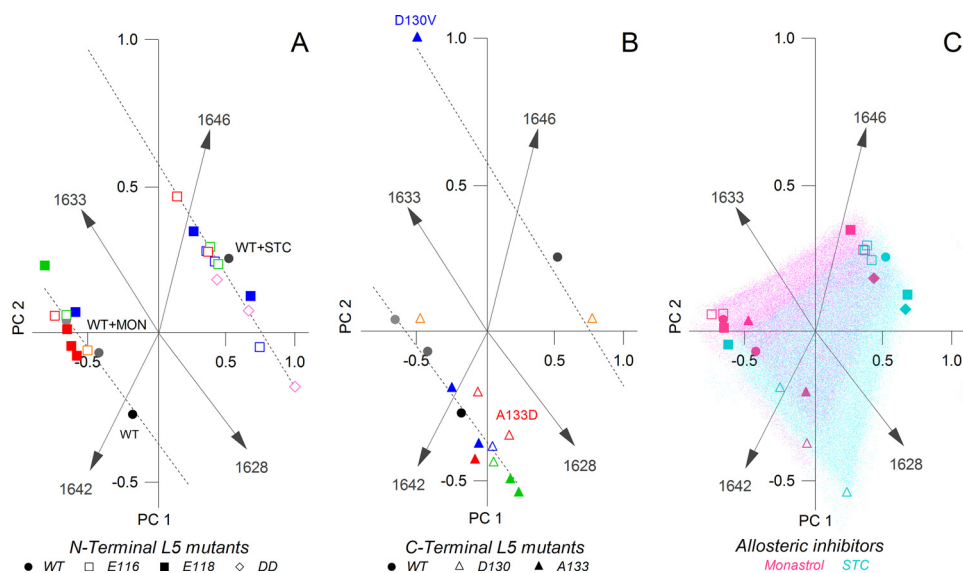 A
1.0
1646
1633
0.5
WT+STC
PC 2
WT+MON
0.5
0.5
1.0
WT
1642
1628
-0.5
PC 1
N-Terminal L5 mutants
WT E116 E118 DD
B
D130V
1.0
1646
1633
0.5
PC 2
0.5
0.5
1.0
A133D
1642
1628
-0.5
PC 1
C-Terminal L5 mutants
WT D130 A133
C
1.0
1646
1633
0.5
PC 2
0.5
0.5
1.0
1642
1628
-0.5
PC 1
Allosteric inhibitors
Monastrol STC